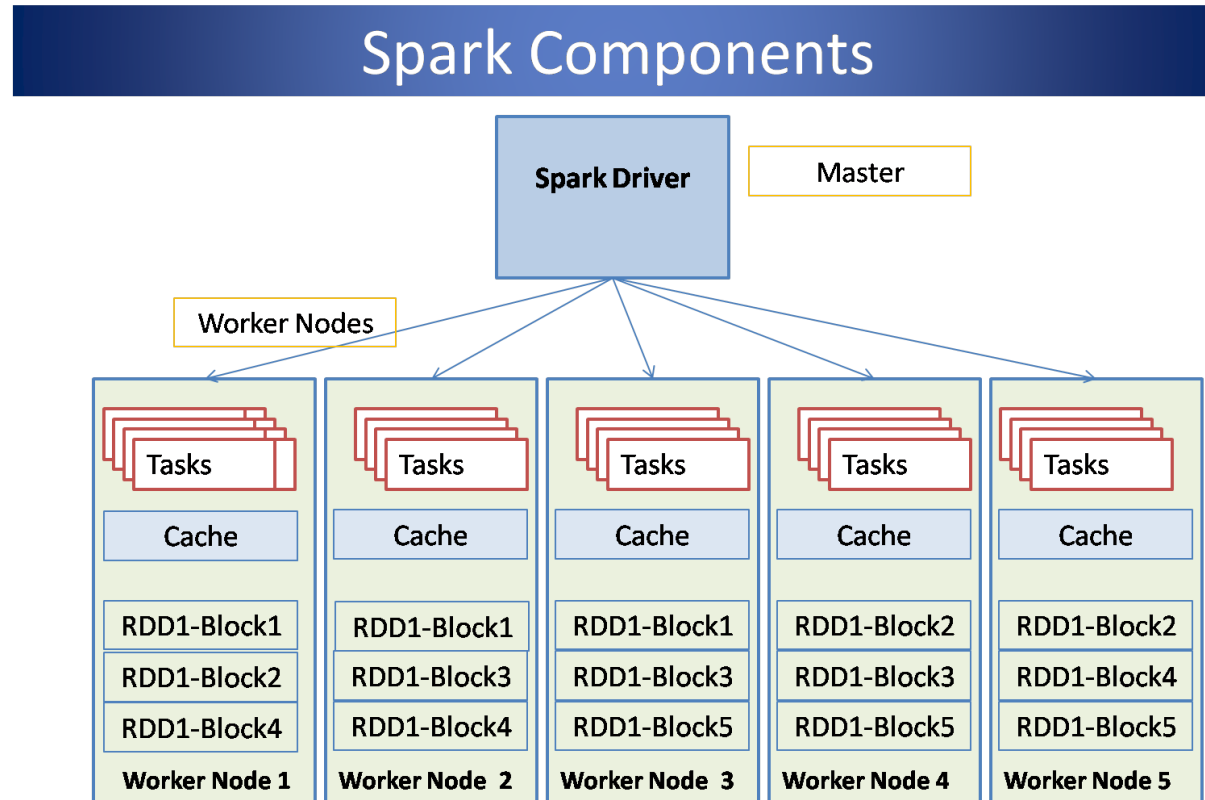 Spark Components
Spark Driver
Master
Worker Nodes
Tasks
Tasks
Tasks
Tasks
Tasks
Cache
Cache
Cache
Cache
Cache
RDD1-Block1
RDD1-Block1
RDD1-Block1
RDD1-Block2
RDD1-Block2
RDD1-Block2
RDD1-Block3
RDD1-Block3
RDD1-Block3
RDD1-Block4
RDD1-Block4
RDD1-Block4
RDD1-Block5
RDD1-Block5
RDD1-Block5
Worker Node 1
Worker Node 2
Worker Node 3
Worker Node 4
Worker Node 5